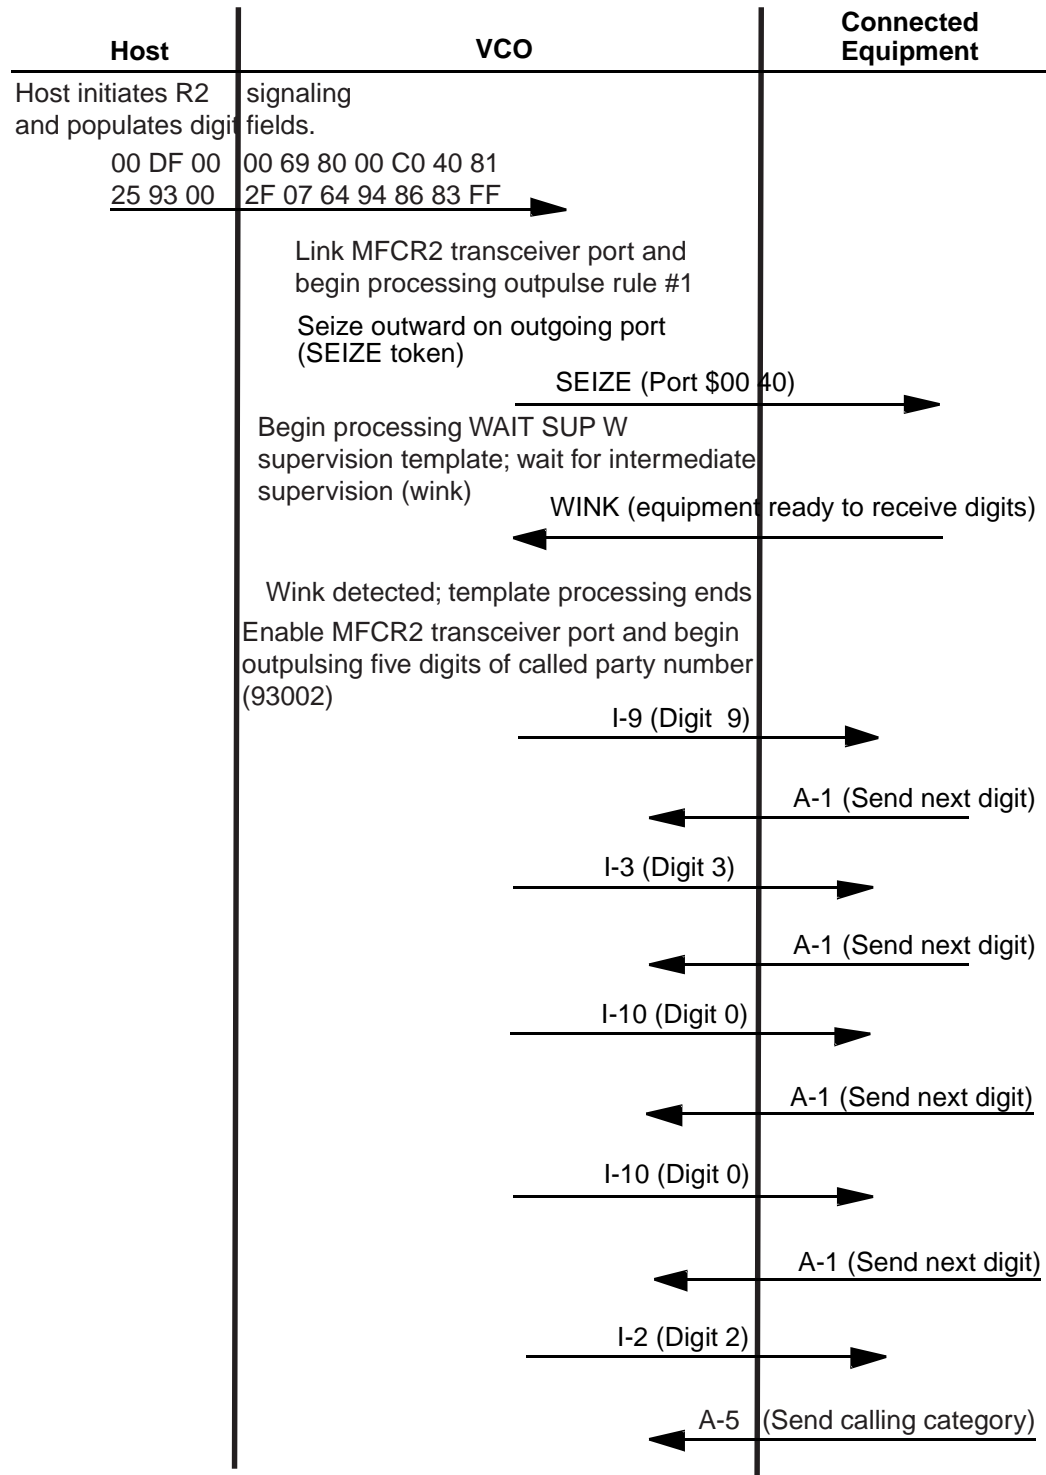 Host
VCO
Connected
Equipment
Host initiates R2 signaling
and populates digit fields.
00 DF 00 00 69 80 00 C0 40 81
25 93 00 2F 07 64 94 86 83 FF
Link MFCR2 transceiver port and
begin processing outpulse rule #1
Seize outward on outgoing port
(SEIZE token)
SEIZE (Port $00 40)
Begin processing WAIT SUP W
supervision template; wait for intermediate
supervision (wink)
WINK (equipment ready to receive digits)
Wink detected; template processing ends
Enable MFCR2 transceiver port and begin
outpulsing five digits of called party number
(93002)
I-9 (Digit 9)
A-1 (Send next digit)
I-3 (Digit 3)
A-1 (Send next digit)
I-10 (Digit 0)
A-1 (Send next digit)
I-10 (Digit 0)
A-1 (Send next digit)
I-2 (Digit 2)
A-5 (Send calling category)